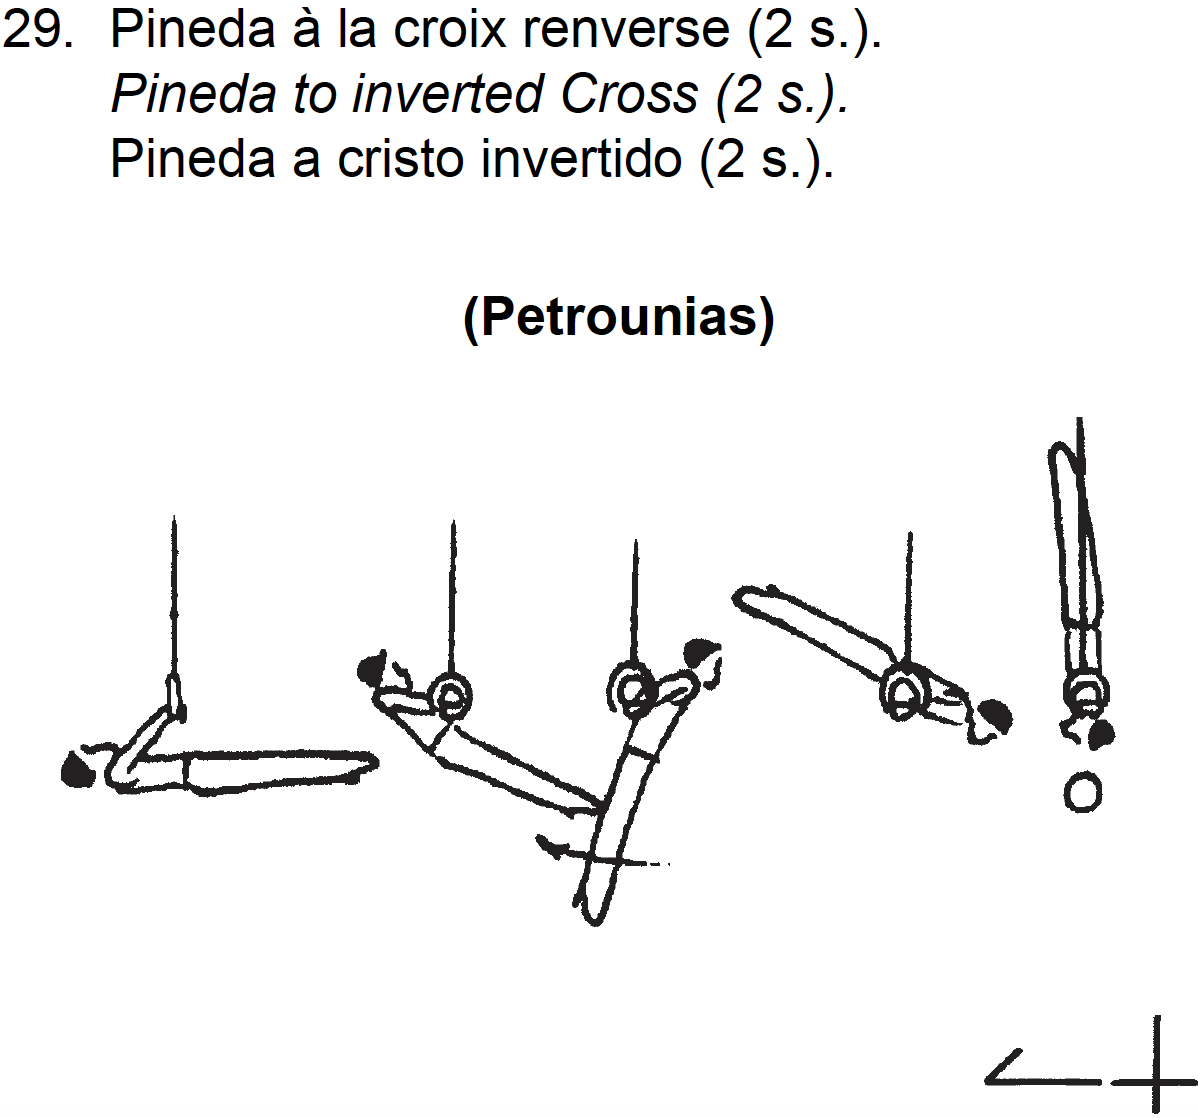 29. Pineda à la croix renverse (2 s.).
Pineda to inverted Cross (2 s.).
Pineda a cristo invertido (2 s.).
(Petrounias)